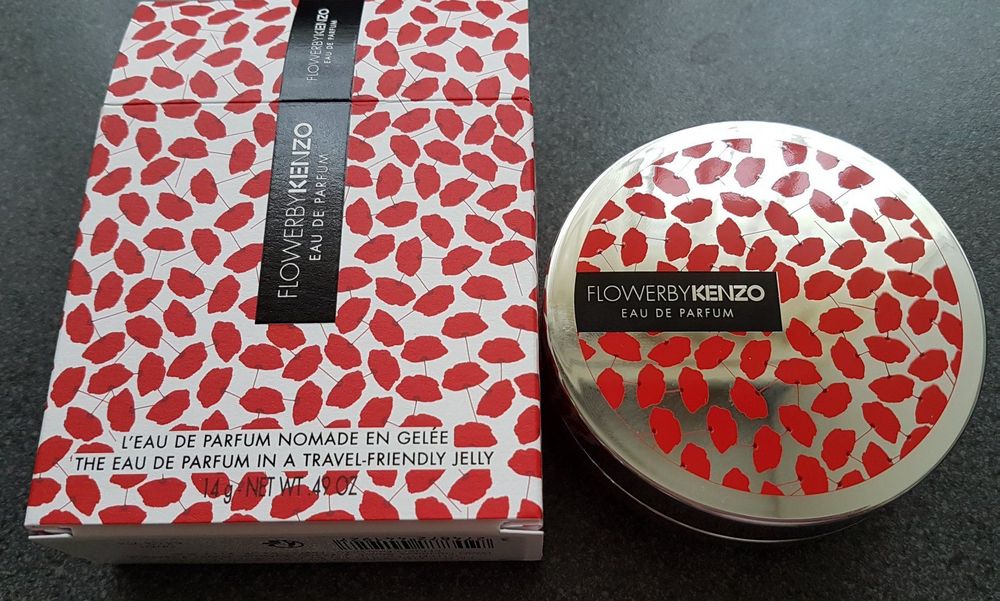 FLOWERBYKENZO
EAU DE PARFUM
FLOWERBYKENZO
EAU DE PARFUM
L'EAU DE PARFUM NOMADE EN GELÉE
THE EAU DE PARFUM IN A TRAVEL-FRIENDLY JELLY
14 g - NET WT .49 OZ
FLOWERBYKENZO
EAU DE PARFUM